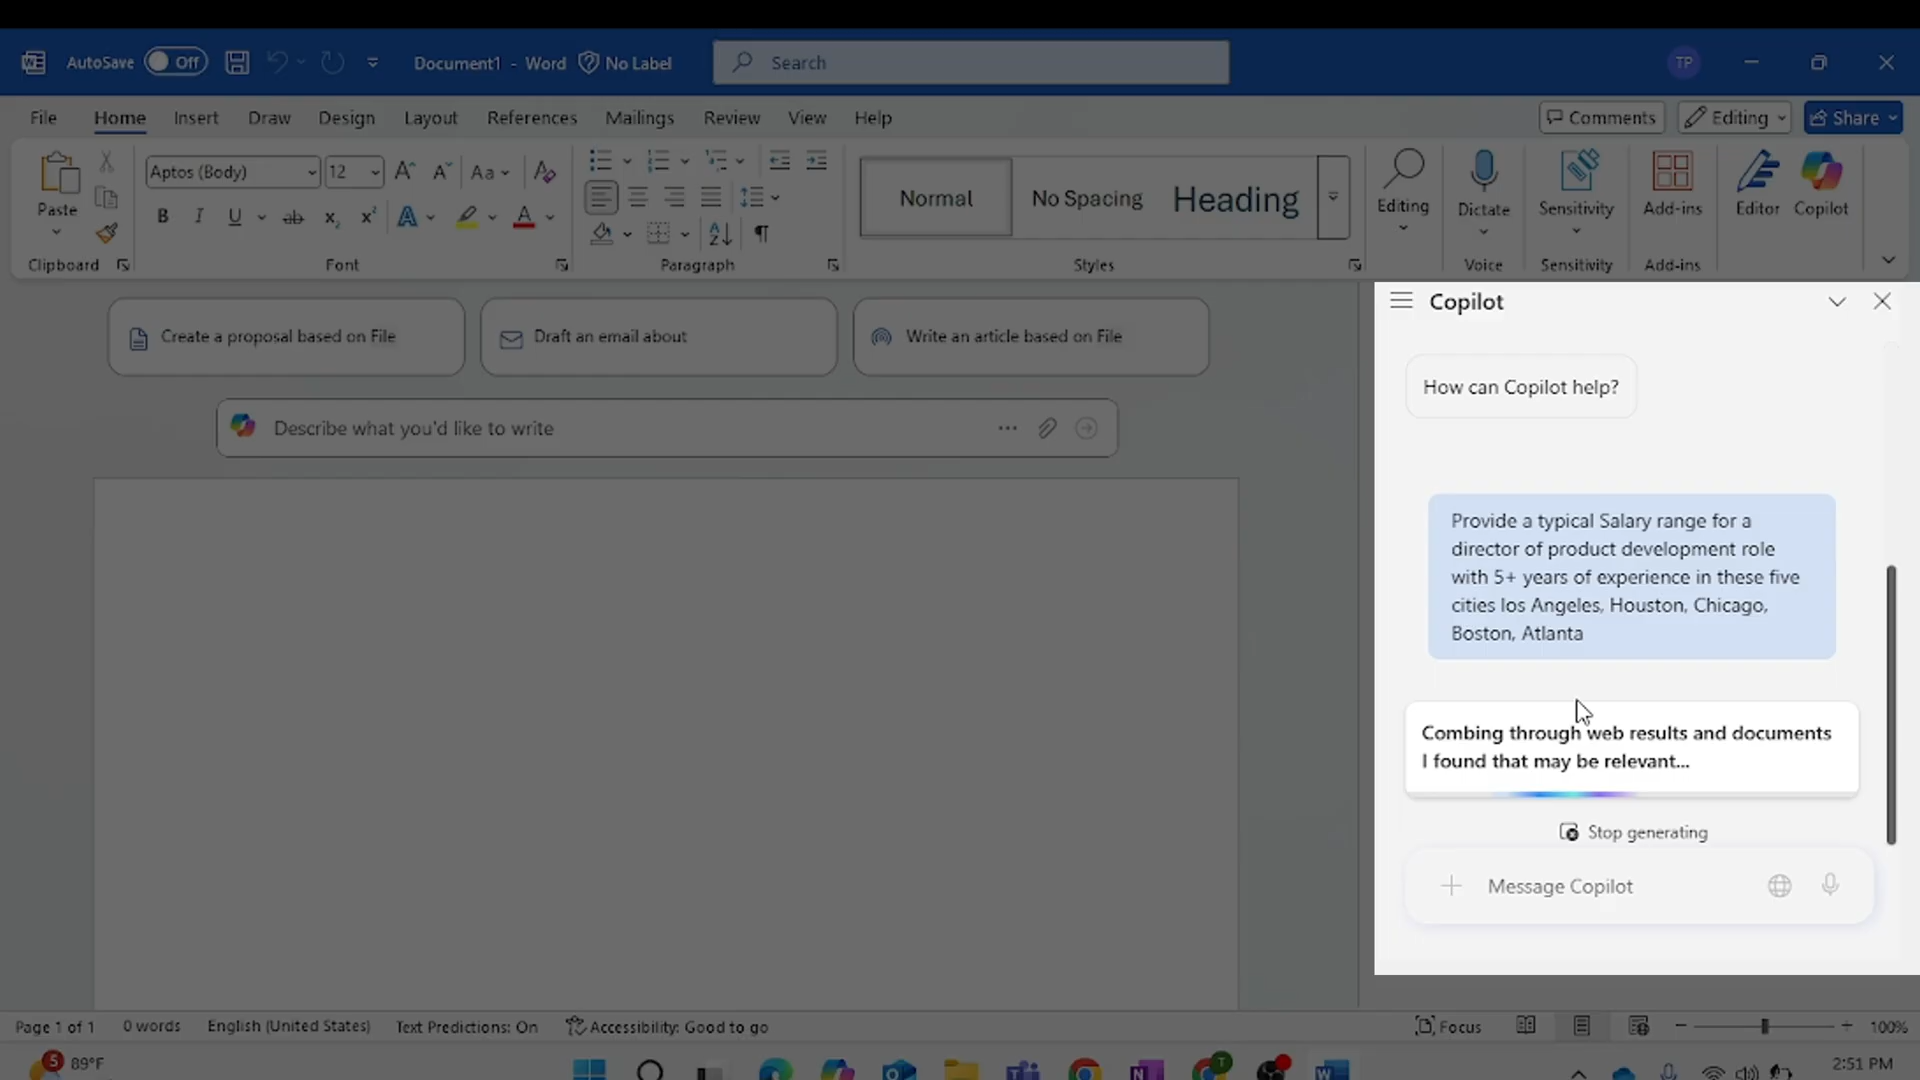 AutoSave Off Document1 - Word No Label Search TP
File Home Insert Draw Design Layout References Mailings Review View Help Comments Editing Share
Paste
Clipboard
Aptos (Body) 12 Aa
B I U ab x₂ x² A A
Font
Paragraph
Normal No Spacing Heading
Styles
Editing
Dictate
Voice
Sensitivity
Sensitivity
Add-ins
Add-ins
Editor
Copilot
Create a proposal based on File
Draft an email about
Write an article based on File
Describe what you'd like to write
Copilot
How can Copilot help?
Provide a typical Salary range for a
director of product development role
with 5+ years of experience in these five
cities los Angeles, Houston, Chicago,
Boston, Atlanta
Combing through web results and documents
I found that may be relevant...
Stop generating
Message Copilot
Page 1 of 1 0 words English (United States) Text Predictions: On Accessibility: Good to go Focus 100%
5 89°F
2:51 PM